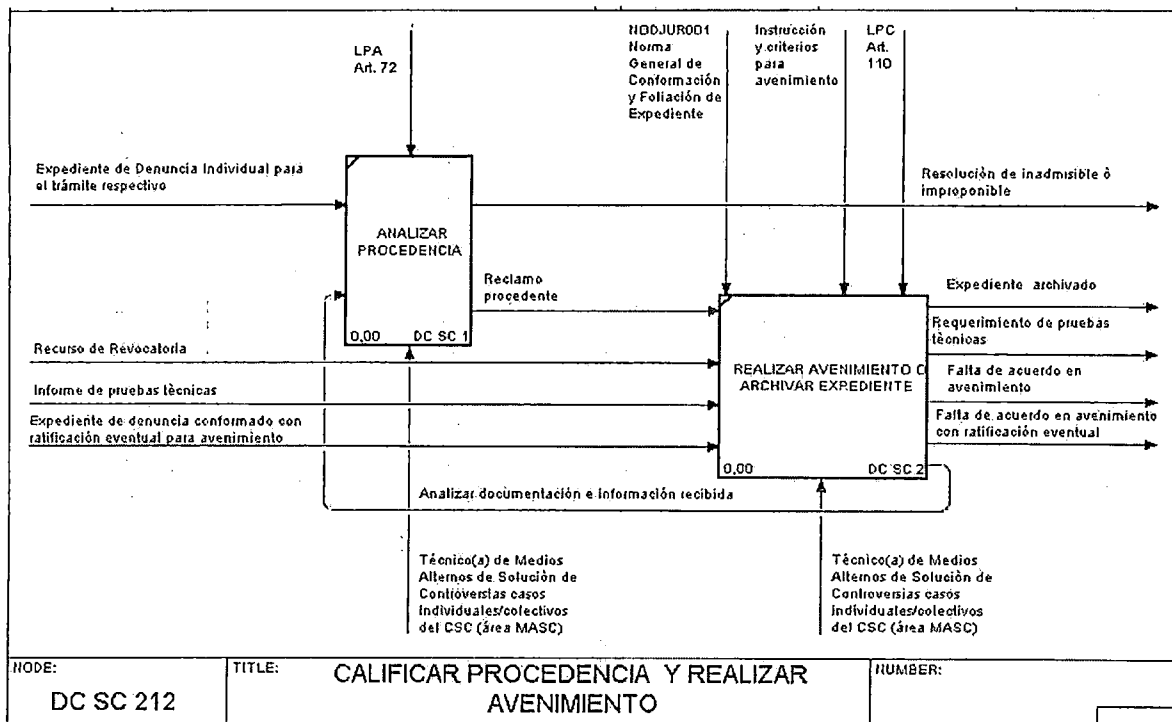 LPA
Art. 72
NODJUR001
Norma
General de
Conformación
y Foliación de
Expediente
Instrucción
y criterios
para
avenimiento
LPC
Art.
110
Expediente de Denuncia Individual para
el trámite respectivo
Resolución de inadmisible ó
improponible
ANALIZAR
PROCEDENCIA
0,00 DC SC 1
Reclamo
procedente
Expediente archivado
Requerimiento de pruebas
técnicas
Falta de acuerdo en
avenimiento
Falta de acuerdo en avenimiento
con ratificación eventual
Recurso de Revocatoria
Informe de pruebas técnicas
Expediente de denuncia conformado con
ratificación eventual para avenimiento
REALIZAR AVENIMIENTO O
ARCHIVAR EXPEDIENTE
0,00 DC SC 2
Analizar documentación e información recibida
Técnico(a) de Medios
Alternos de Solución de
Controversias casos
Individuales/colectivos
del CSC (área MASC)
Técnico(a) de Medios
Alternos de Solución de
Controversias casos
Individuales/colectivos
del CSC (área MASC)
NODE:
DC SC 212
TITLE:
CALIFICAR PROCEDENCIA Y REALIZAR
AVENIMIENTO
NUMBER: